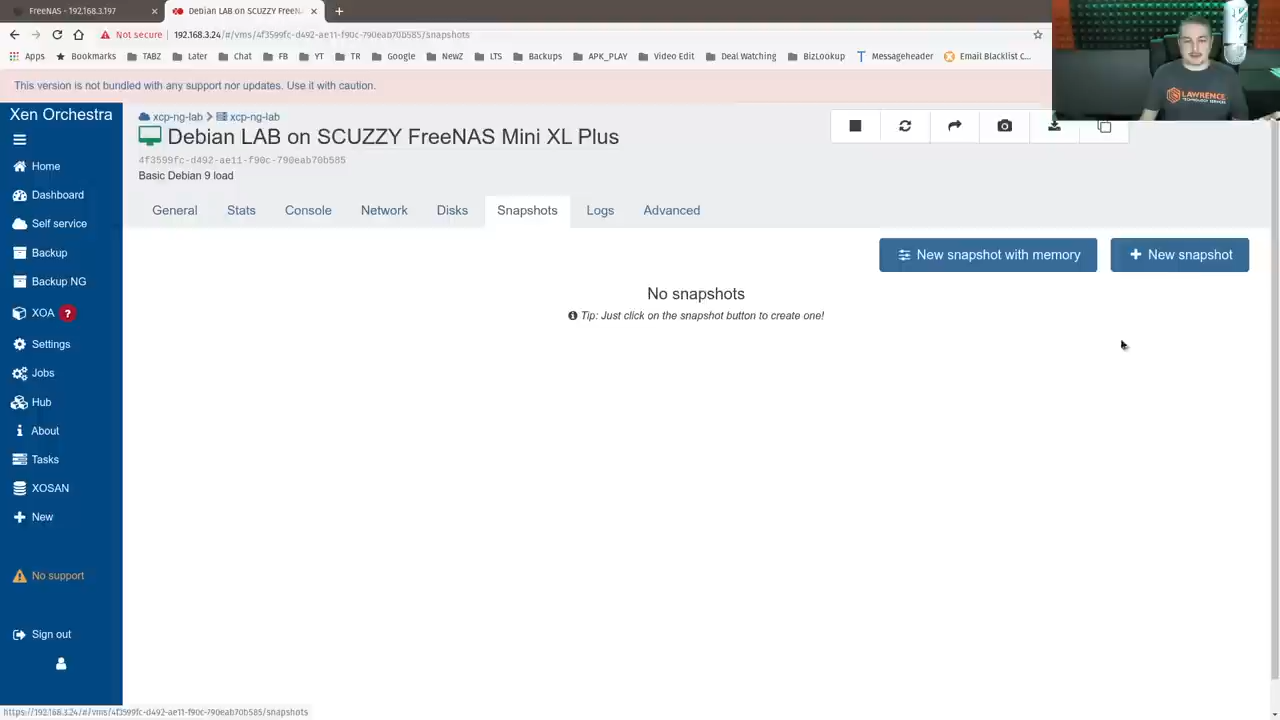 FreeNAS - 192.168.3.197
Debian LAB on SCUZZY FreeN
Not secure
192.168.3.24/#/vms/4f3599fc-d492-ae11-f90c-790eab70b585/snapshots
Apps
Bookmarks
TABZ
Later
Chat
FB
YT
TR
Google
NewZ
LTS
Backups
APK_PLAY
Video Edit
Deal Watching
BizLookup
Messageheader
Email Blacklist C...
LAWRENCE
TECHNOLOGY SERVICES
This version is not bundled with any support nor updates. Use it with caution.
Xen Orchestra
Home
Dashboard
Self service
Backup
Backup NG
XOA ?
Settings
Jobs
Hub
About
Tasks
XOSAN
New
No support
Sign out
xcp-ng-lab
xcp-ng-lab
Debian LAB on SCUZZY FreeNAS Mini XL Plus
4f3599fc-d492-ae11-f90c-790eab70b585
Basic Debian 9 load
General
Stats
Console
Network
Disks
Snapshots
Logs
Advanced
New snapshot with memory
New snapshot
No snapshots
Tip: Just click on the snapshot button to create one!
https://192.168.3.24/#/vms/4f3599fc-d492-ae11-f90c-790eab70b585/snapshots